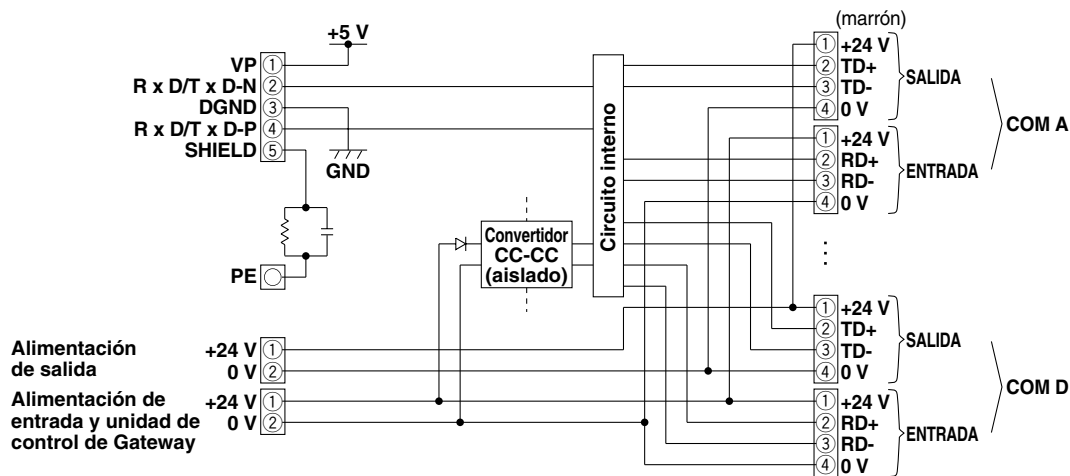 +5 V
VP ①
R x D/T x D-N ②
DGND ③
R x D/T x D-P ④
SHIELD ⑤
GND
PE
Convertidor
CC-CC
(aislado)
Circuito interno
Alimentación
de salida
+24 V ①
0 V ②
Alimentación de
entrada y unidad de
control de Gateway
+24 V ①
0 V ②
(marrón)
① +24 V
② TD+
③ TD-
④ 0 V
SALIDA
① +24 V
② RD+
③ RD-
④ 0 V
ENTRADA
COM A
① +24 V
② TD+
③ TD-
④ 0 V
SALIDA
① +24 V
② RD+
③ RD-
④ 0 V
ENTRADA
COM D